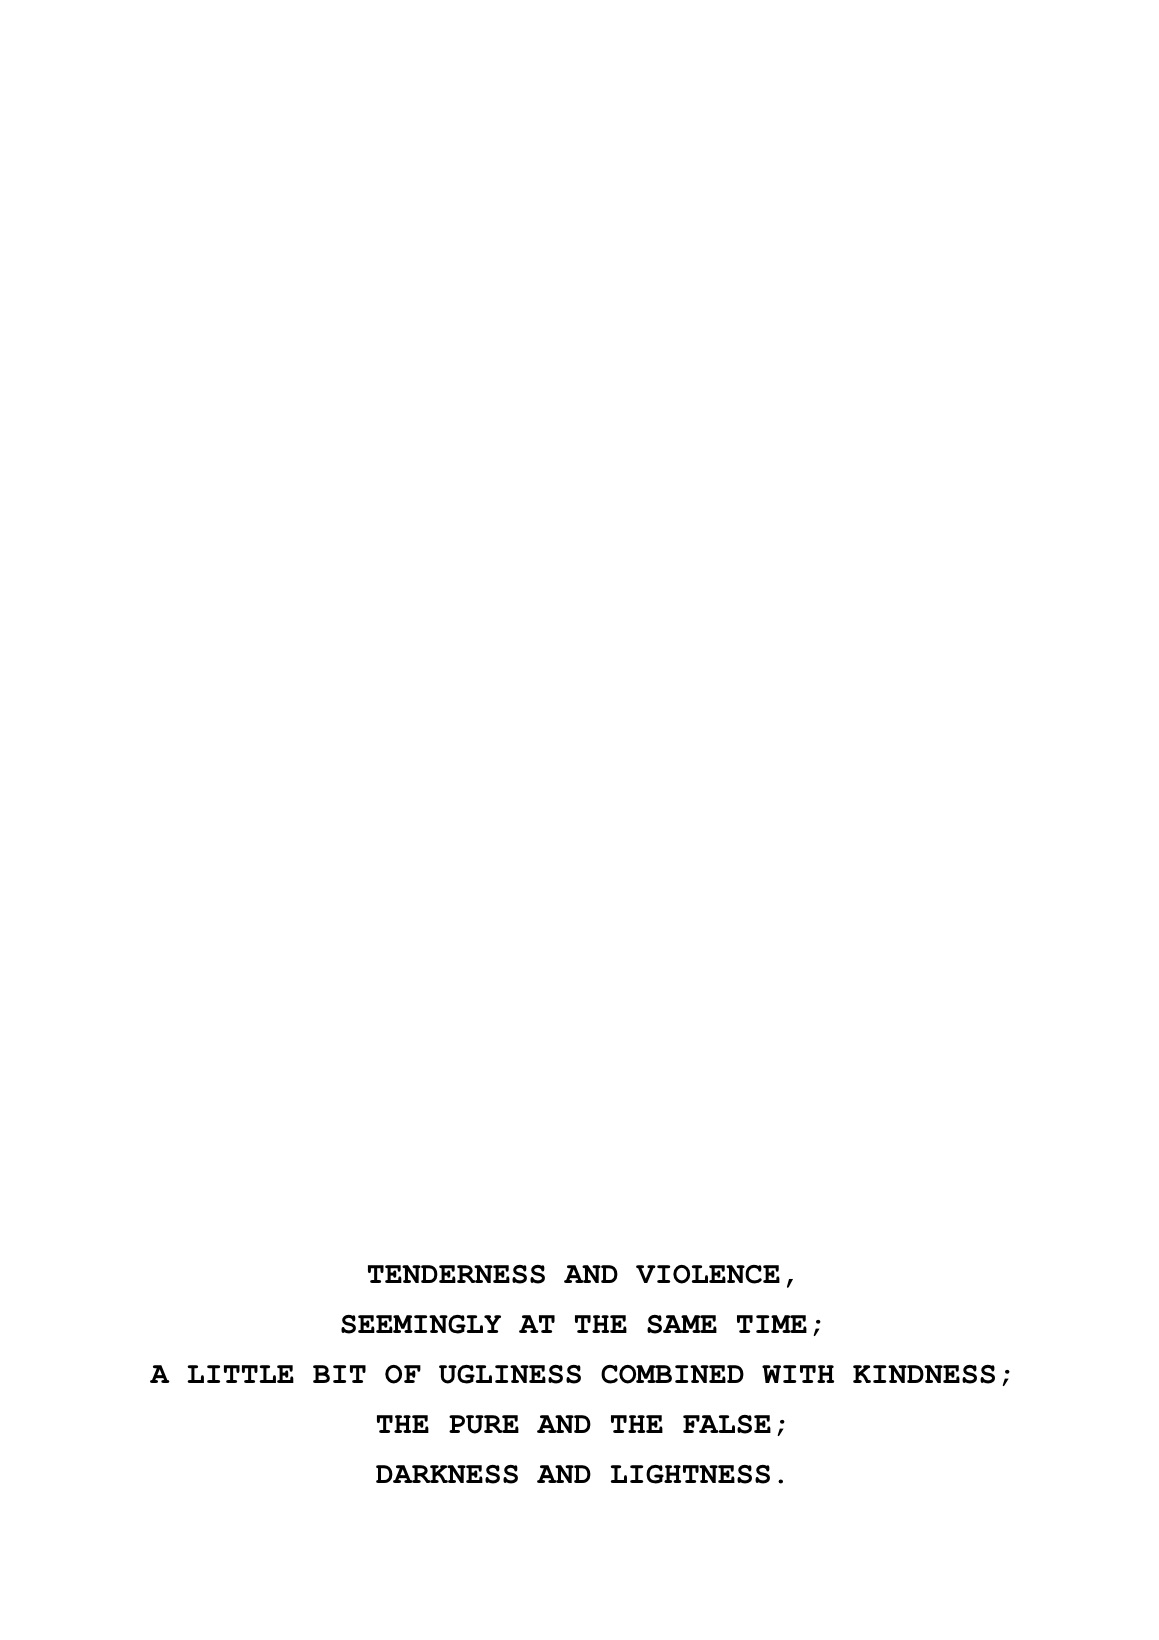 TENDERNESS AND VIOLENCE,
SEEMINGLY AT THE SAME TIME;
A LITTLE BIT OF UGLINESS COMBINED WITH KINDNESS;
THE PURE AND THE FALSE;
DARKNESS AND LIGHTNESS.